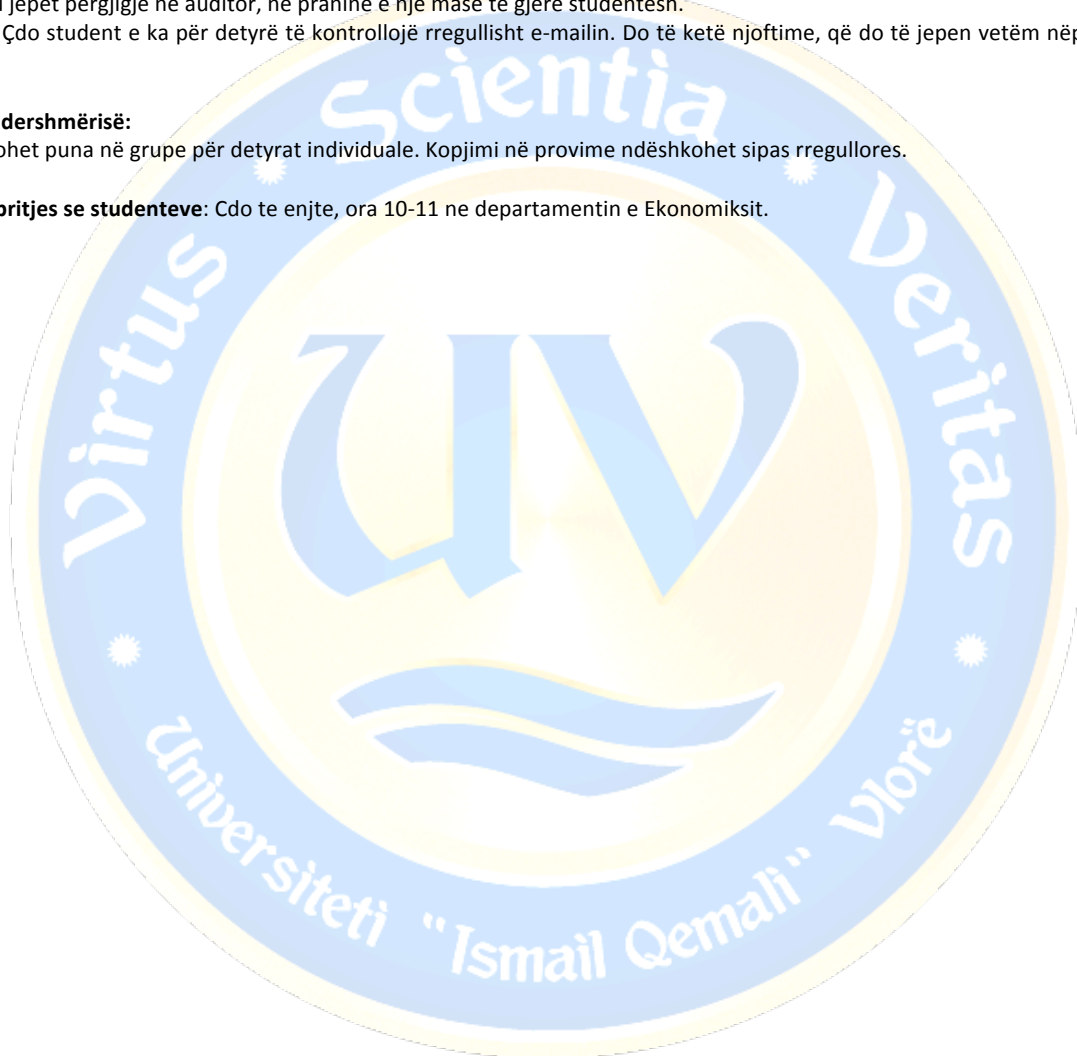 jepet përgjigje në auditor, në praninë e një mase të gjerë studentësh.
Çdo student e ka për detyrë të kontrollojë rregullisht e-mailin. Do të ketë njoftime, që do të jepen vetëm nëp
dershmërisë:
ohet puna në grupe për detyrat individuale. Kopjimi në provime ndëshkohet sipas rregullores.
pritjes se studenteve: Cdo te enjte, ora 10-11 ne departamentin e Ekonomiksit.
Virtus Scientia Veritas
UV
Universiteti "Ismail Qemali" Vlorë